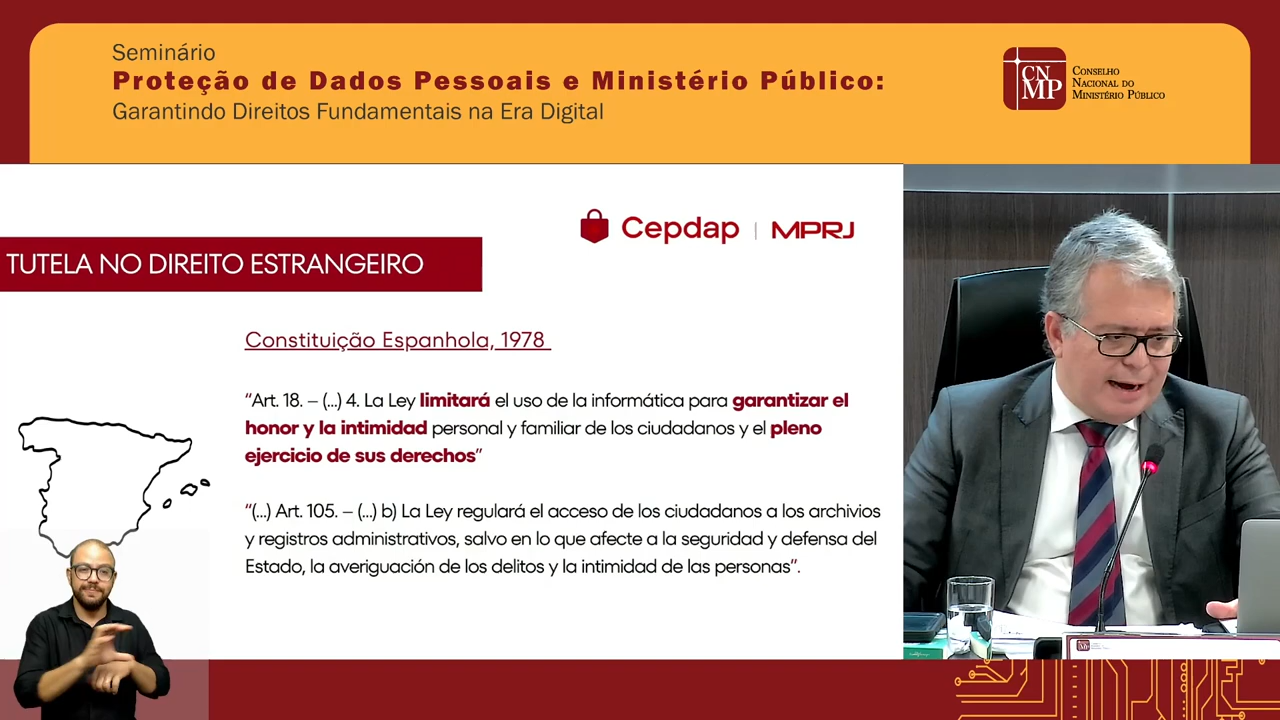 Seminário
Proteção de Dados Pessoais e Ministério Público:
Garantindo Direitos Fundamentais na Era Digital
CN
MP
Conselho
Nacional do
Ministério Público
Cepdap | MPRJ
TUTELA NO DIREITO ESTRANGEIRO
Constituição Espanhola, 1978
“Art. 18. – (...) 4. La Ley limitará el uso de la informática para garantizar el
honor y la intimidad personal y familiar de los ciudadanos y el pleno
ejercicio de sus derechos”
“(...) Art. 105. – (...) b) La Ley regulará el acceso de los ciudadanos a los archivios
y registros administrativos, salvo en lo que afecte a la seguridad y defensa del
Estado, la averiguación de los delitos y la intimidad de las personas”.